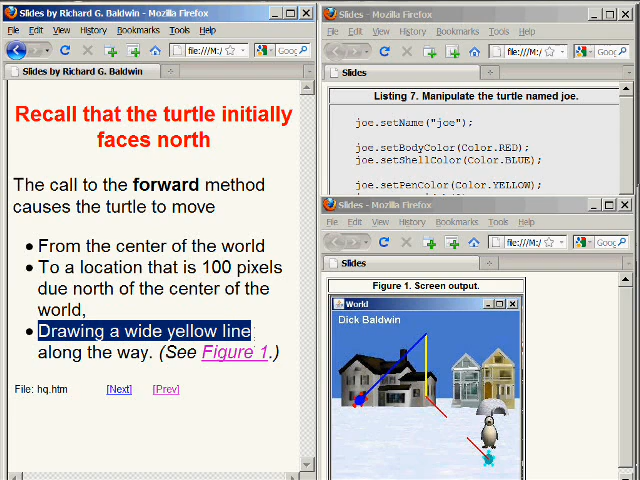 Slides by Richard G. Baldwin - Mozilla Firefox
File Edit View History Bookmarks Tools Help
file:///M:/
Goog
Slides by Richard G. Baldwin
Recall that the turtle initially
faces north
The call to the forward method
causes the turtle to move
• From the center of the world
• To a location that is 100 pixels
due north of the center of the
world,
• Drawing a wide yellow line
along the way. (See Figure 1.)
File: hq.htm [Next] [Prev]
Slides - Mozilla Firefox
File Edit View History Bookmarks Tools Help
file:///M:/
Goog
Slides
Listing 7. Manipulate the turtle named joe.
joe.setName("joe");
joe.setBodyColor(Color.RED);
joe.setShellColor(Color.BLUE);
joe.setPenColor(Color.YELLOW);
Slides - Mozilla Firefox
File Edit View History Bookmarks Tools Help
file:///M:/
Goog
Slides
Figure 1. Screen output.
World
Dick Baldwin